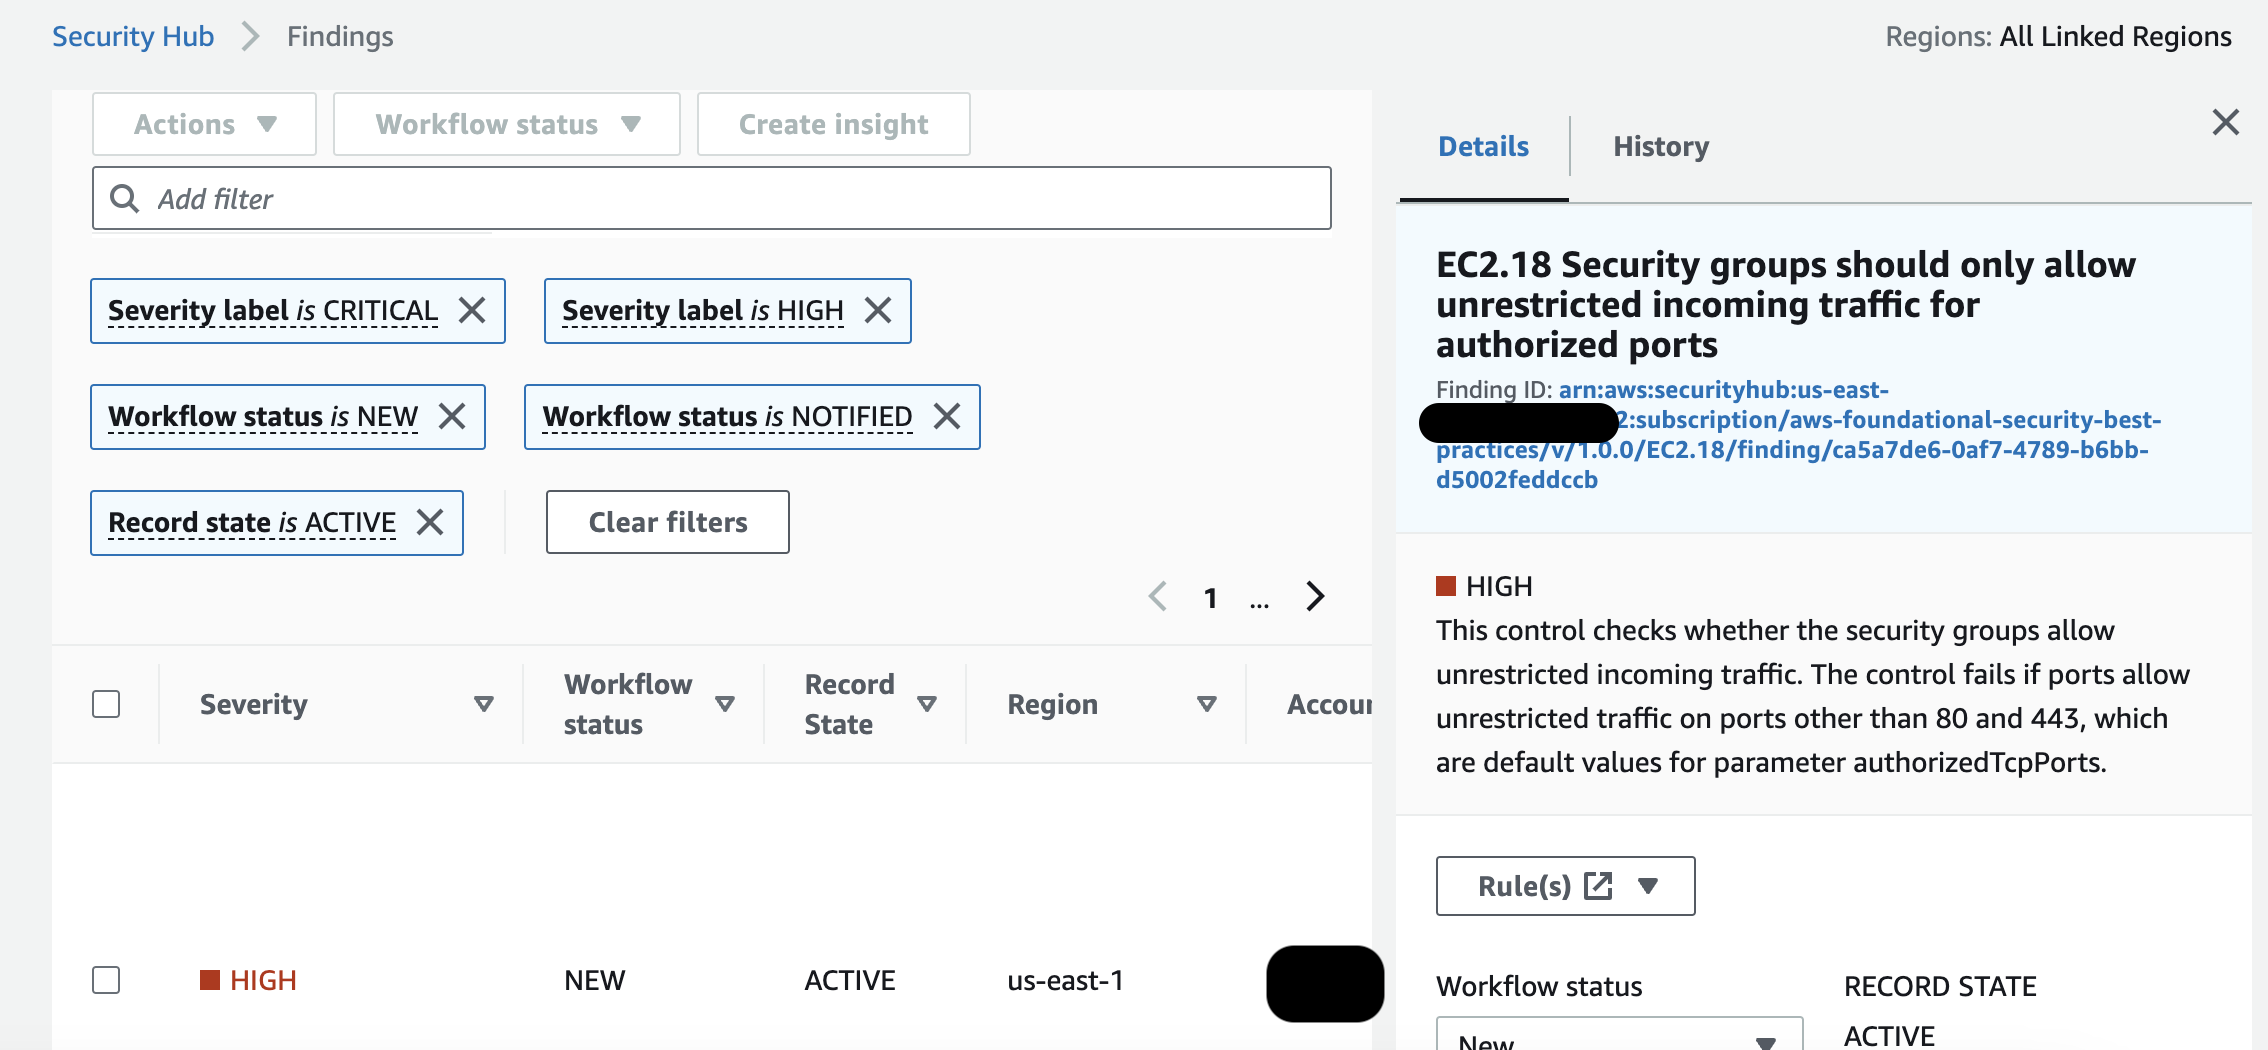 Security Hub > Findings
Regions: All Linked Regions
Actions
Workflow status
Create insight
Add filter
Severity label is CRITICAL
Severity label is HIGH
Workflow status is NEW
Workflow status is NOTIFIED
Record state is ACTIVE
Clear filters
1 ...
Severity
Workflow
status
Record
State
Region
HIGH
NEW
ACTIVE
us-east-1
Details
History
EC2.18 Security groups should only allow
unrestricted incoming traffic for
authorized ports
Finding ID: arn:aws:securityhub:us-east-
2:subscription/aws-foundational-security-best-
practices/v/1.0.0/EC2.18/finding/ca5a7de6-0af7-4789-b6bb-
d5002feddccb
HIGH
This control checks whether the security groups allow
unrestricted incoming traffic. The control fails if ports allow
unrestricted traffic on ports other than 80 and 443, which
are default values for parameter authorizedTcpPorts.
Rule(s)
Workflow status
New
RECORD STATE
ACTIVE